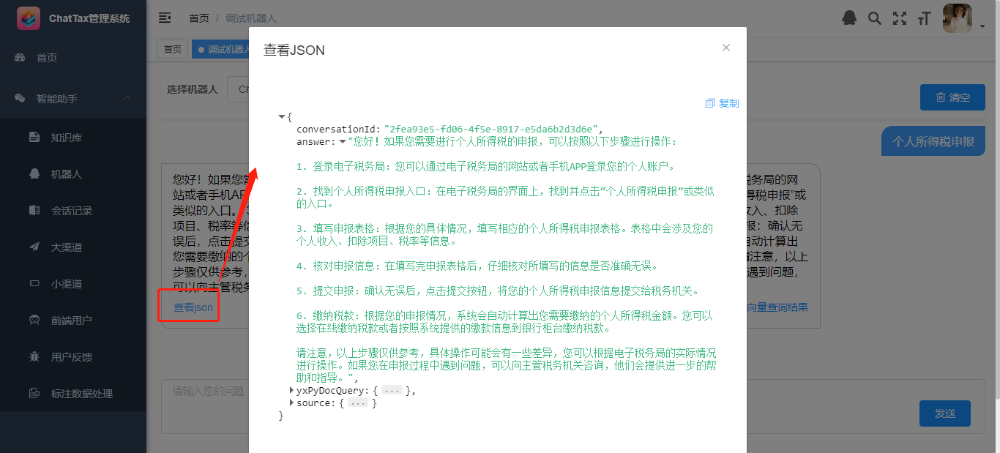 ChatTax管理系统
首页 / 调试机器人
首页
调试机器人
首页
智能助手
知识库
机器人
会话记录
大渠道
小渠道
前端用户
用户反馈
标注数据处理
选择机器人
Ch
清空
个人所得税申报
您好！如果您需
站或者手机AP
类似的入口。3
项目、税率等信
误后，点击提交
您需要缴纳的个
步骤仅供参考，
可以向主管税务
税务局的网
得税申报”或
收入、扣除
报：确认无
自动计算出
请注意，以上
遇到问题，
查看json
向量查询结果
请输入您的问题
发送
查看JSON
复制
{
conversationId: "2fea93e5-fd06-4f5e-8917-e5da6b2d3d6e",
answer: "您好！如果您需要进行个人所得税的申报，可以按照以下步骤进行操作：
1. 登录电子税务局：您可以通过电子税务局的网站或者手机APP登录您的个人账户。
2. 找到个人所得税申报入口：在电子税务局的界面上，找到并点击“个人所得税申报”或类似
的入口。
3. 填写申报表格：根据您的具体情况，填写相应的个人所得税申报表格。表格中会涉及您的
个人收入、扣除项目、税率等信息。
4. 核对申报信息：在填写完申报表格后，仔细核对所填写的信息是否准确无误。
5. 提交申报：确认无误后，点击提交按钮，将您的个人所得税申报信息提交给税务机关。
6. 缴纳税款：根据您的申报情况，系统会自动计算出您需要缴纳的个人所得税金额。您可以
选择在线缴纳税款或者按照系统提供的缴款信息到银行柜台缴纳税款。
请注意，以上步骤仅供参考，具体操作可能会有一些差异，您可以根据电子税务局的实际情况
进行操作。如果您在申报过程中遇到问题，可以向主管税务机关咨询，他们会提供进一步的帮
助和指导。",
yxPyDocQuery: { ... },
source: { ... }
}